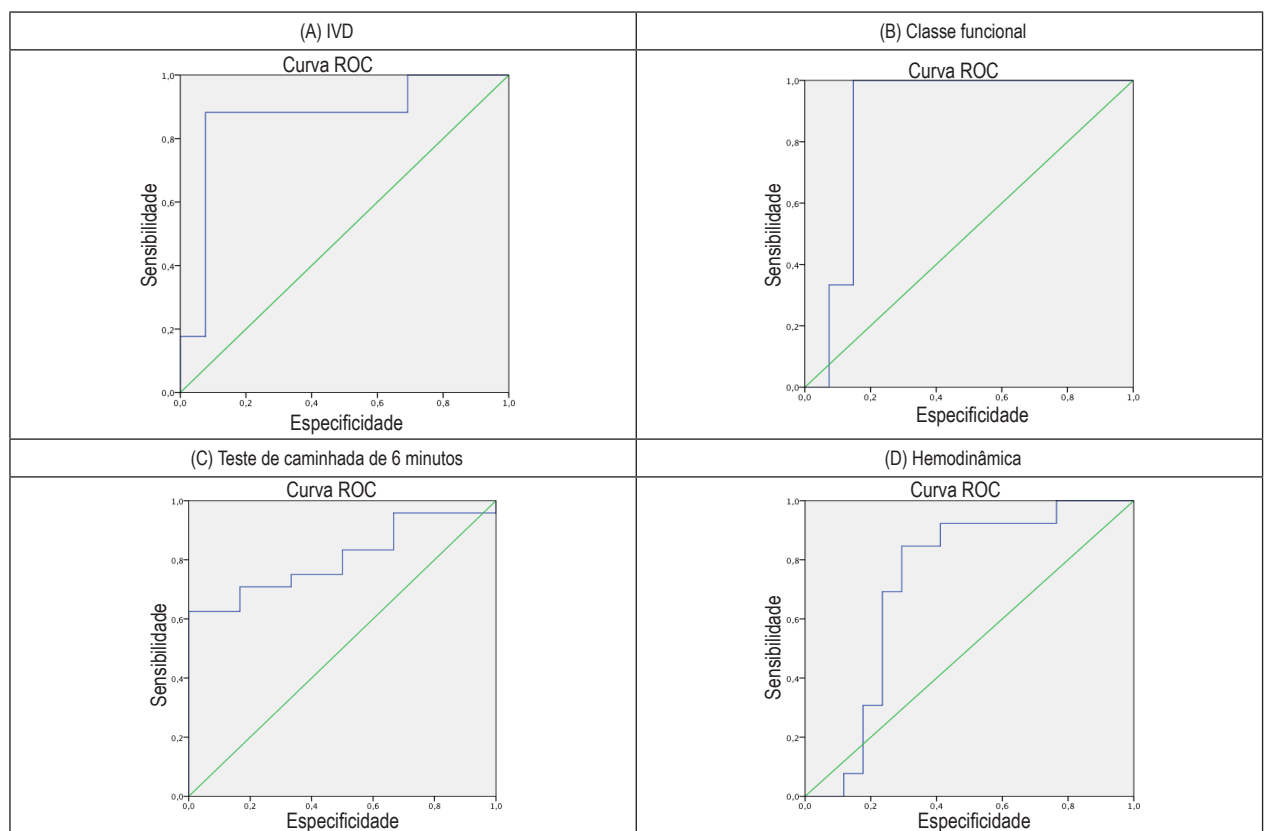 (A) IVD
(B) Classe funcional
Curva ROC
1,0
0,8
0,6
0,4
0,2
0,0
Sensibilidade
0,0 0,2 0,4 0,6 0,8 1,0
Especificidade
Curva ROC
1,0
0,8
0,6
0,4
0,2
0,0
Sensibilidade
0,0 0,2 0,4 0,6 0,8 1,0
Especificidade
(C) Teste de caminhada de 6 minutos
(D) Hemodinâmica
Curva ROC
1,0
0,8
0,6
0,4
0,2
0,0
Sensibilidade
0,0 0,2 0,4 0,6 0,8 1,0
Especificidade
Curva ROC
1,0
0,8
0,6
0,4
0,2
0,0
Sensibilidade
0,0 0,2 0,4 0,6 0,8 1,0
Especificidade